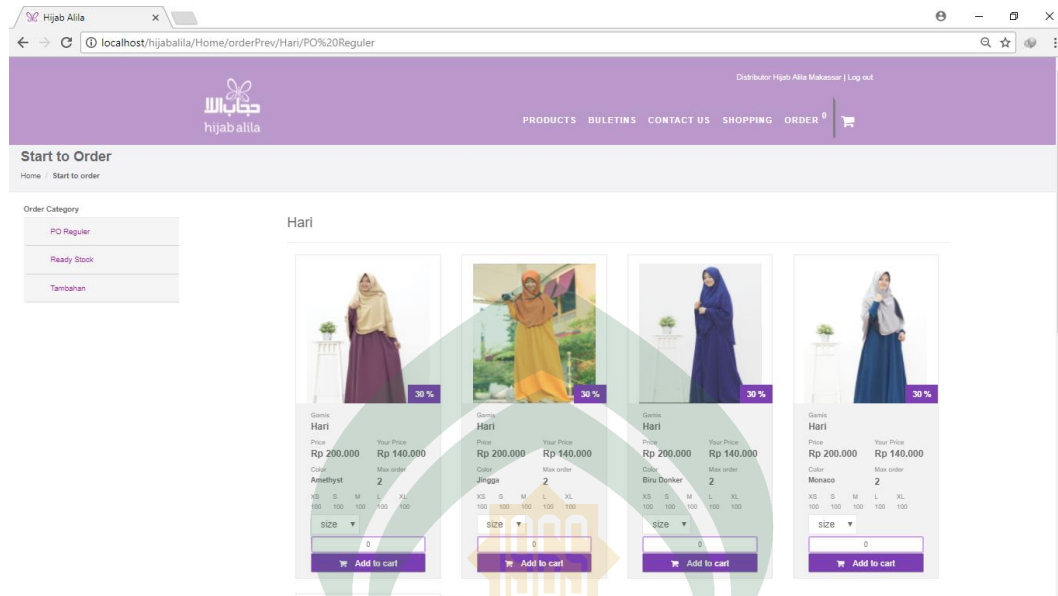 Hijab Alila
localhost/hijabalila/Home/orderPrev/Hari/PO%20Reguler
Distributor Hijab Alila Makassar | Log out
حجاب اللا
hijab alila
PRODUCTS BULETINS CONTACT US SHOPPING ORDER 0
Start to Order
Home / Start to order
Order Category
PO Reguler
Ready Stock
Tambahan
Hari
30 % 30 % 30 % 30 %
Gamis Gamis Gamis Gamis
Hari Hari Hari Hari
Price Your Price Price Your Price Price Your Price Price Your Price
Rp 200.000 Rp 140.000 Rp 200.000 Rp 140.000 Rp 200.000 Rp 140.000 Rp 200.000 Rp 140.000
Color Max order Color Max order Color Max order Color Max order
Amethyst 2 Jingga 2 Biru Donker 2 Monaco 2
XS S M L XL XS S M L XL XS S M L XL XS S M L XL
100 100 100 100 100 100 100 100 100 100 100 100 100 100 100 100 100 100 100 100
size size size size
0 0 0 0
Add to cart Add to cart Add to cart Add to cart